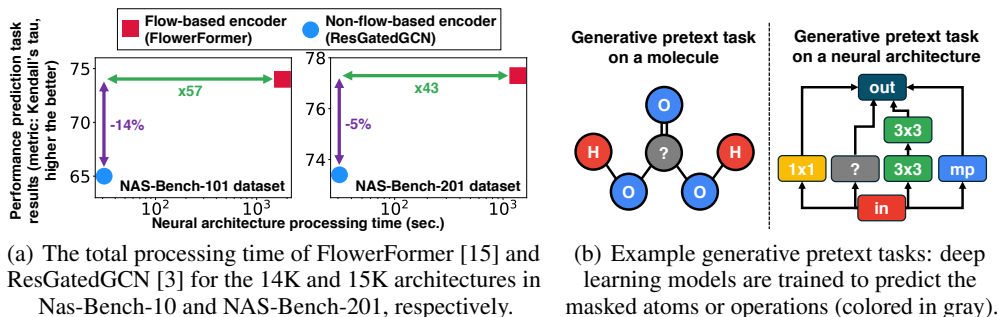 Flow-based encoder
(FlowerFormer)
Non-flow-based encoder
(ResGatedGCN)
Performance prediction task
results (metric: Kendall's tau,
higher the better)
75
70
65
x57
-14%
NAS-Bench-101 dataset
10²
10³
78
76
74
x43
-5%
NAS-Bench-201 dataset
10²
10³
Neural architecture processing time (sec.)
(a) The total processing time of FlowerFormer [15] and
ResGatedGCN [3] for the 14K and 15K architectures in
Nas-Bench-10 and NAS-Bench-201, respectively.
Generative pretext task
on a molecule
O
H
?
H
O
O
Generative pretext task
on a neural architecture
out
3x3
1x1
?
3x3
mp
in
(b) Example generative pretext tasks: deep
learning models are trained to predict the
masked atoms or operations (colored in gray).